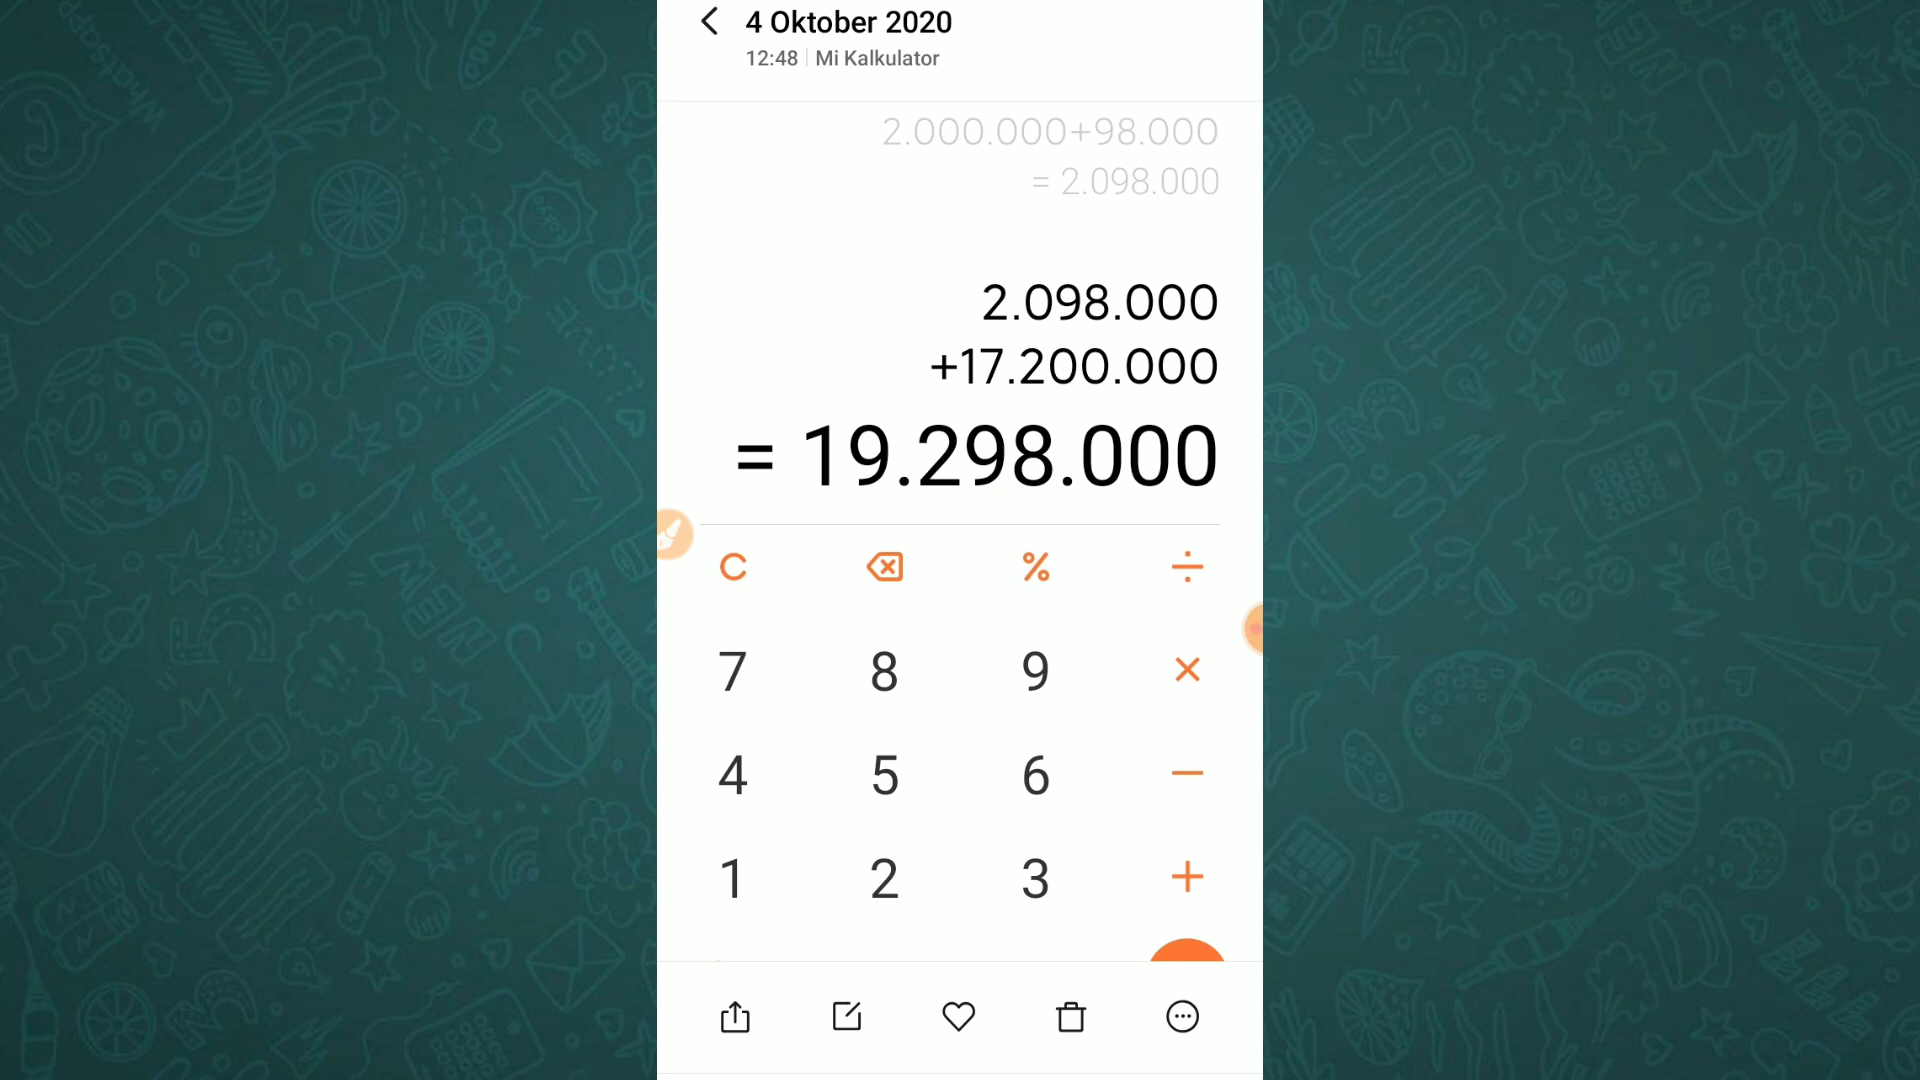 4 Oktober 2020
12:48 | Mi Kalkulator
2.000.000+98.000
= 2.098.000
2.098.000
+17.200.000
= 19.298.000
C % ÷
7 8 9 ×
4 5 6 −
1 2 3 +